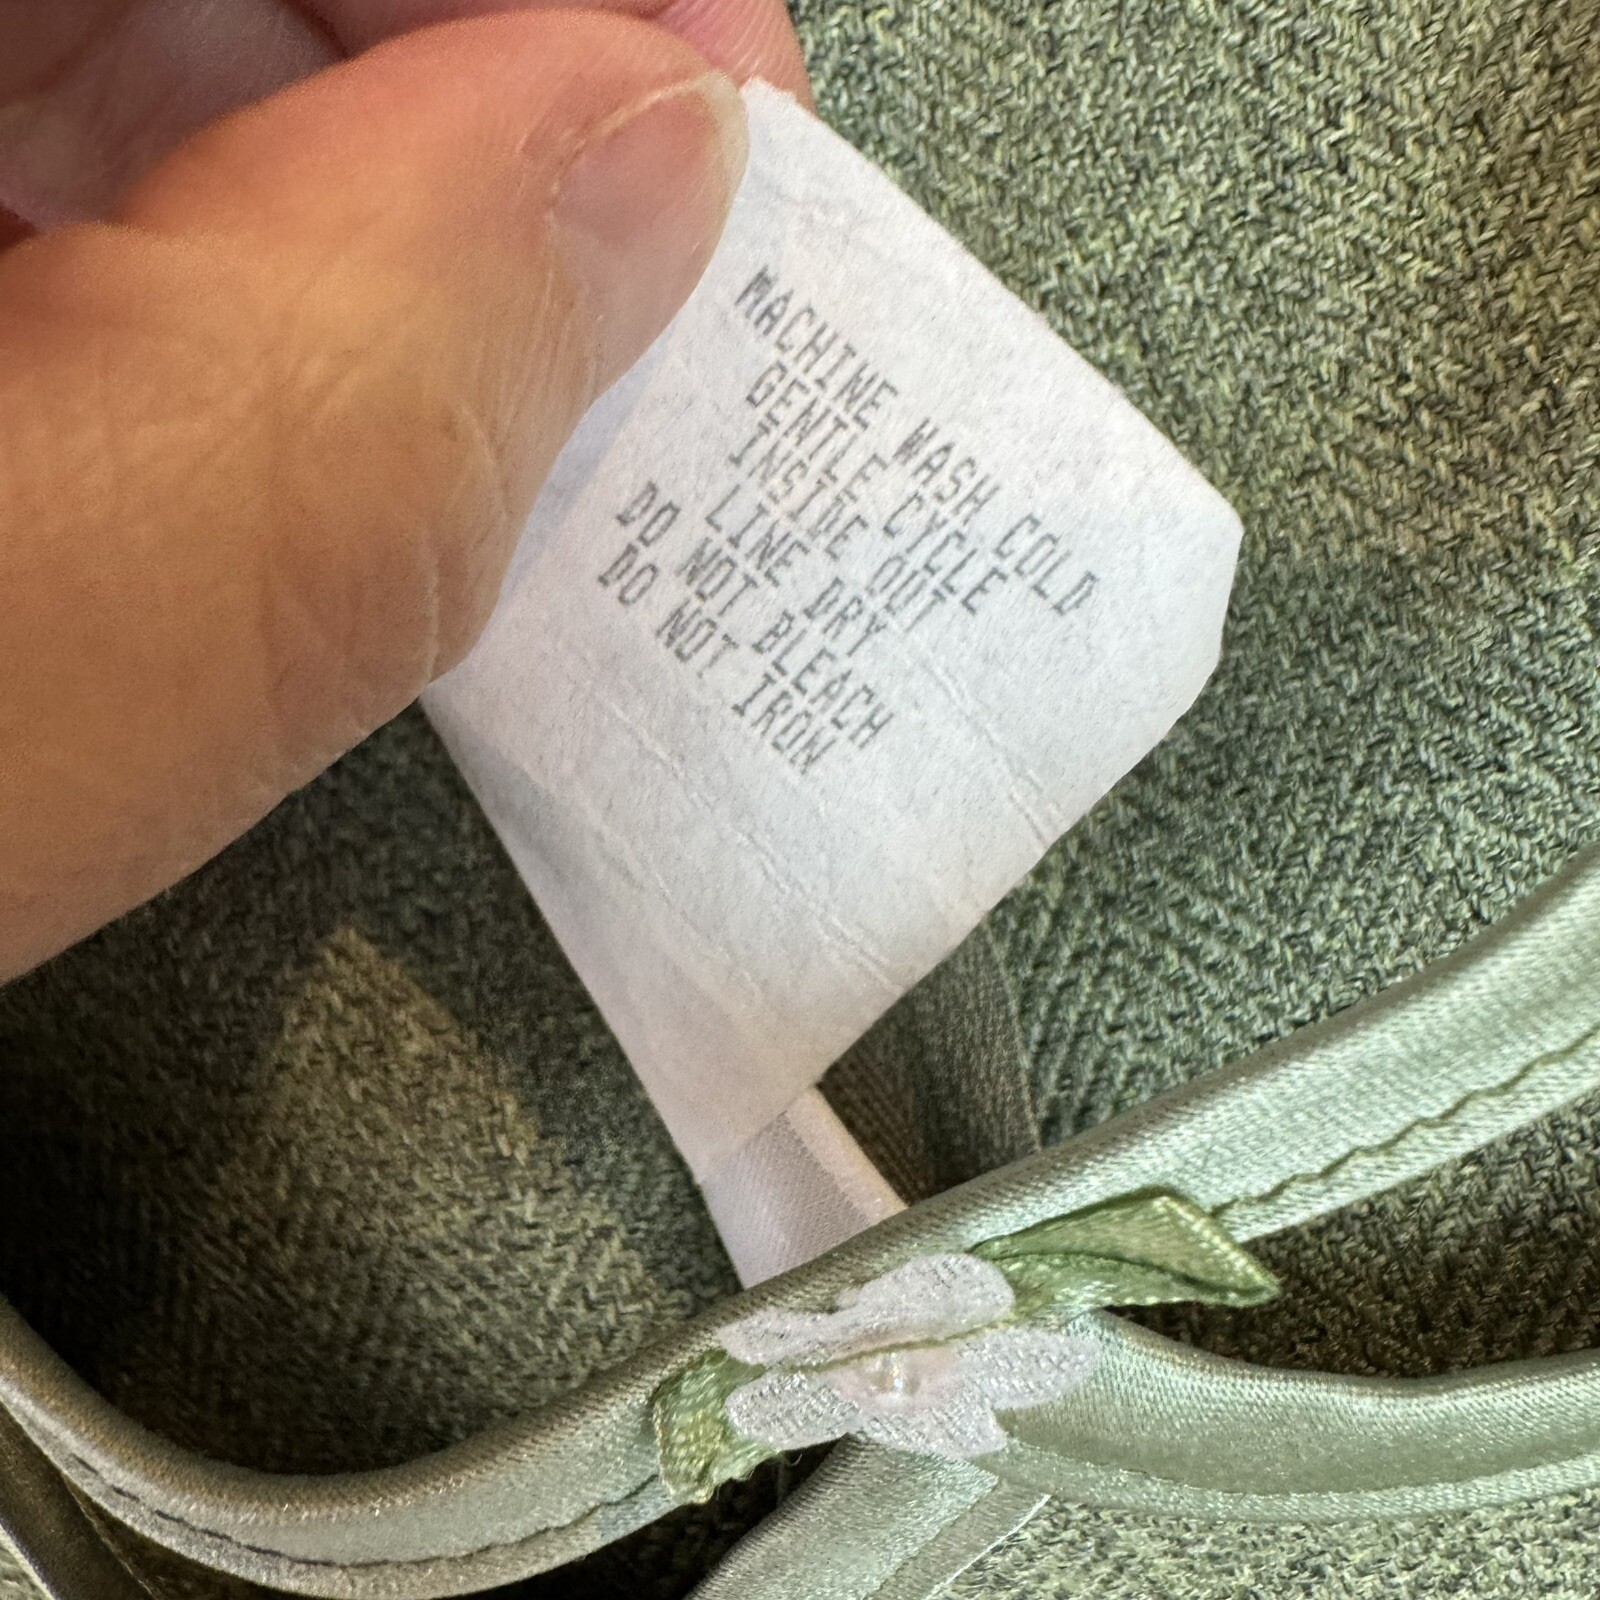 MACHINE WASH COLD
GENTLE CYCLE
INSIDE OUT
LINE DRY
DO NOT BLEACH
DO NOT IRON